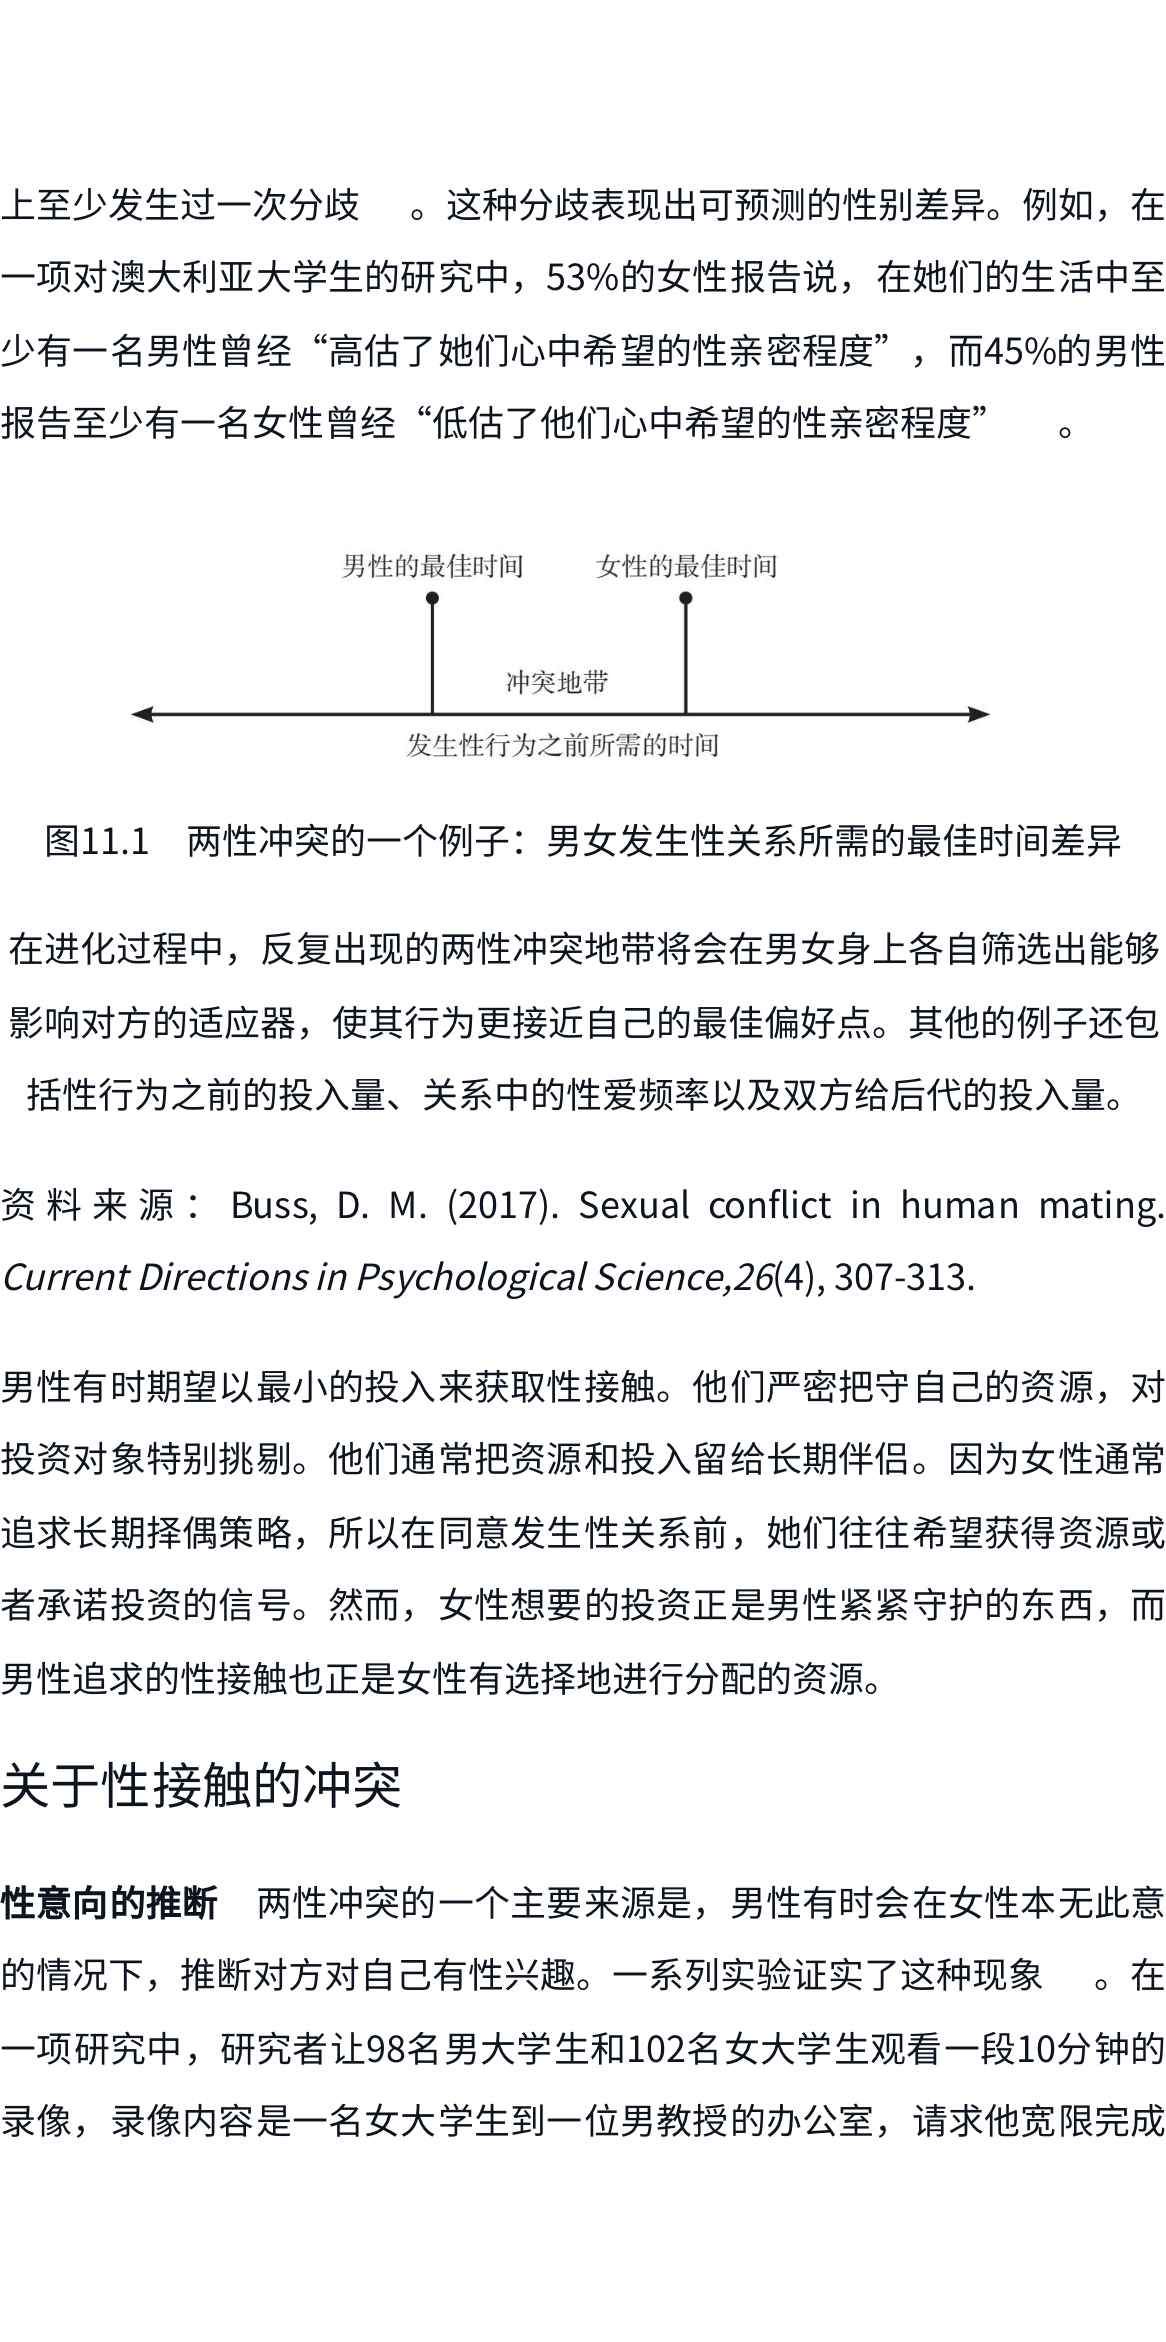 上至少发生过一次分歧 。这种分歧表现出可预测的性别差异。例如，在
一项对澳大利亚大学生的研究中，53%的女性报告说，在她们的生活中至
少有一名男性曾经“高估了她们心中希望的性亲密程度”，而45%的男性
报告至少有一名女性曾经“低估了他们心中希望的性亲密程度” 。
男性的最佳时间 女性的最佳时间
冲突地带
发生性行为之前所需的时间
图11.1 两性冲突的一个例子：男女发生性关系所需的最佳时间差异
在进化过程中，反复出现的两性冲突地带将会在男女身上各自筛选出能够
影响对方的适应器，使其行为更接近自己的最佳偏好点。其他的例子还包
括性行为之前的投入量、关系中的性爱频率以及双方给后代的投入量。
资料来源：Buss, D. M. (2017). Sexual conflict in human mating.
Current Directions in Psychological Science,26(4), 307-313.
男性有时期望以最小的投入来获取性接触。他们严密把守自己的资源，对
投资对象特别挑剔。他们通常把资源和投入留给长期伴侣。因为女性通常
追求长期择偶策略，所以在同意发生性关系前，她们往往希望获得资源或
者承诺投资的信号。然而，女性想要的投资正是男性紧紧守护的东西，而
男性追求的性接触也正是女性有选择地进行分配的资源。
关于性接触的冲突
性意向的推断 两性冲突的一个主要来源是，男性有时会在女性本无此意
的情况下，推断对方对自己有性兴趣。一系列实验证实了这种现象 。在
一项研究中，研究者让98名男大学生和102名女大学生观看一段10分钟的
录像，录像内容是一名女大学生到一位男教授的办公室，请求他宽限完成